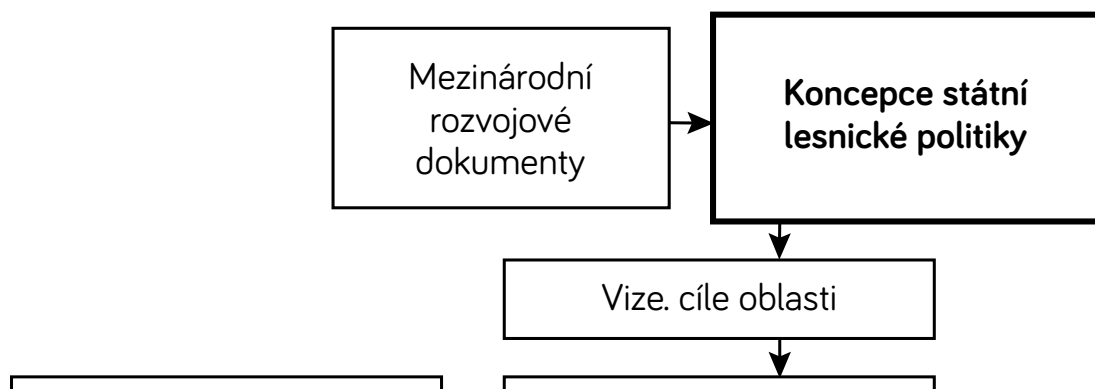 Mezinárodní
rozvojové
dokumenty
Koncepce státní
lesnické politiky
Vize. cíle oblasti